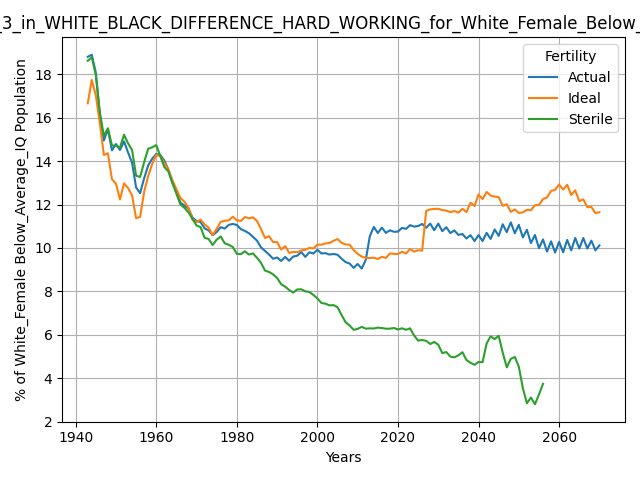 _3_in_WHITE_BLACK_DIFFERENCE_HARD_WORKING_for_White_Female_Below_
% of White_Female Below_Average_IQ Population
18
16
14
12
10
8
6
4
2
1940
1960
1980
2000
2020
2040
2060
Years
Fertility
Actual
Ideal
Sterile